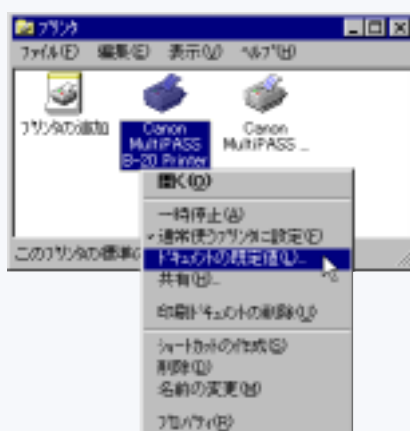 プリンタ
ファイル(F) 編集(E) 表示(V) ヘルプ(H)
プリンタの追加
Canon
MultiPASS
B-20 Printer
Canon
MultiPASS ...
開く(O)
一時停止(A)
通常使うプリンタに設定(F)
ドキュメントの既定値(L)...
共有(H)...
印刷ドキュメントの削除(U)
ショートカットの作成(S)
削除(D)
名前の変更(M)
プロパティ(R)
このプリンタの標準の